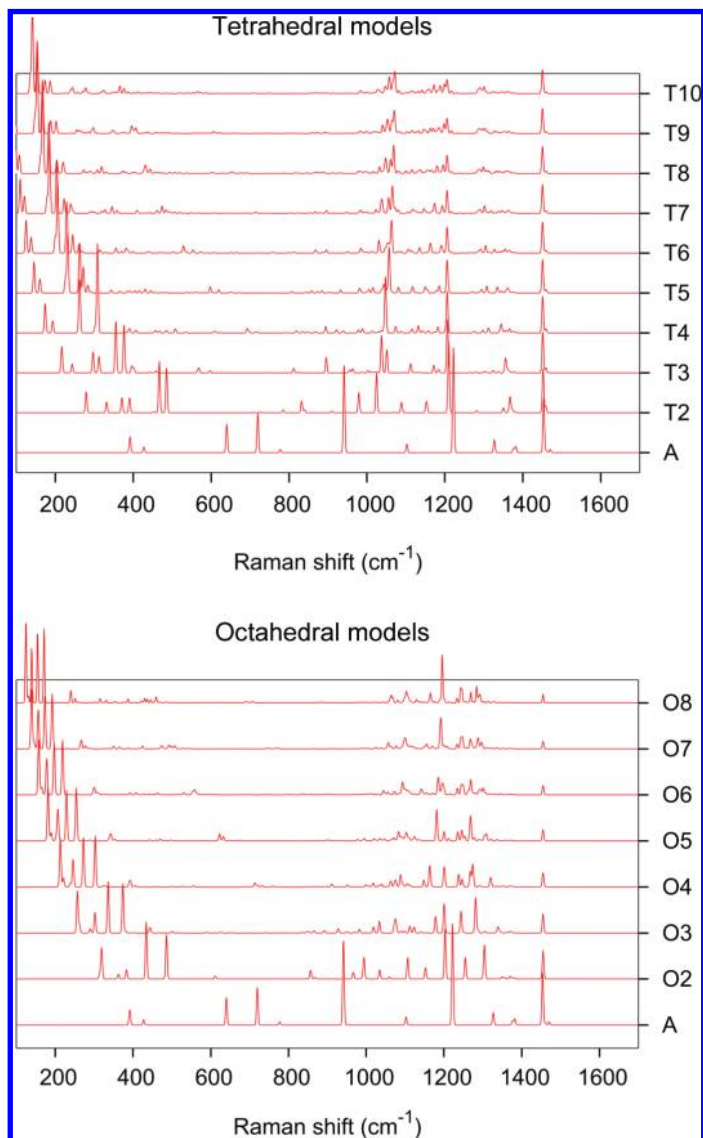 Tetrahedral models
T10
T9
T8
T7
T6
T5
T4
T3
T2
A
200 400 600 800 1000 1200 1400 1600
Raman shift (cm-1)
Octahedral models
O8
O7
O6
O5
O4
O3
O2
A
200 400 600 800 1000 1200 1400 1600
Raman shift (cm-1)